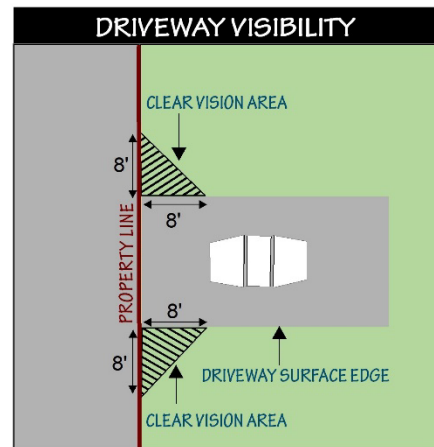 DRIVEWAY VISIBILITY
CLEAR VISION AREA
8'
8'
PROPERTY LINE
8'
8'
DRIVEWAY SURFACE EDGE
CLEAR VISION AREA